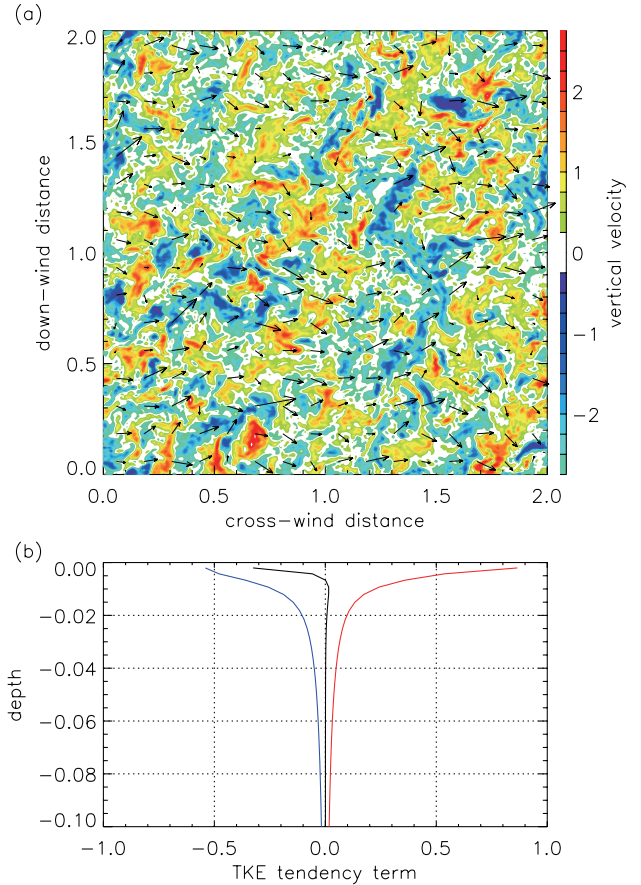 (a)
2.0
1.5
1.0
0.5
0.0
down-wind distance
0.0 0.5 1.0 1.5 2.0
cross-wind distance
2
1
0
-1
-2
vertical velocity
(b)
0.00
-0.02
-0.04
-0.06
-0.08
-0.10
depth
-1.0 -0.5 0.0 0.5 1.0
TKE tendency term